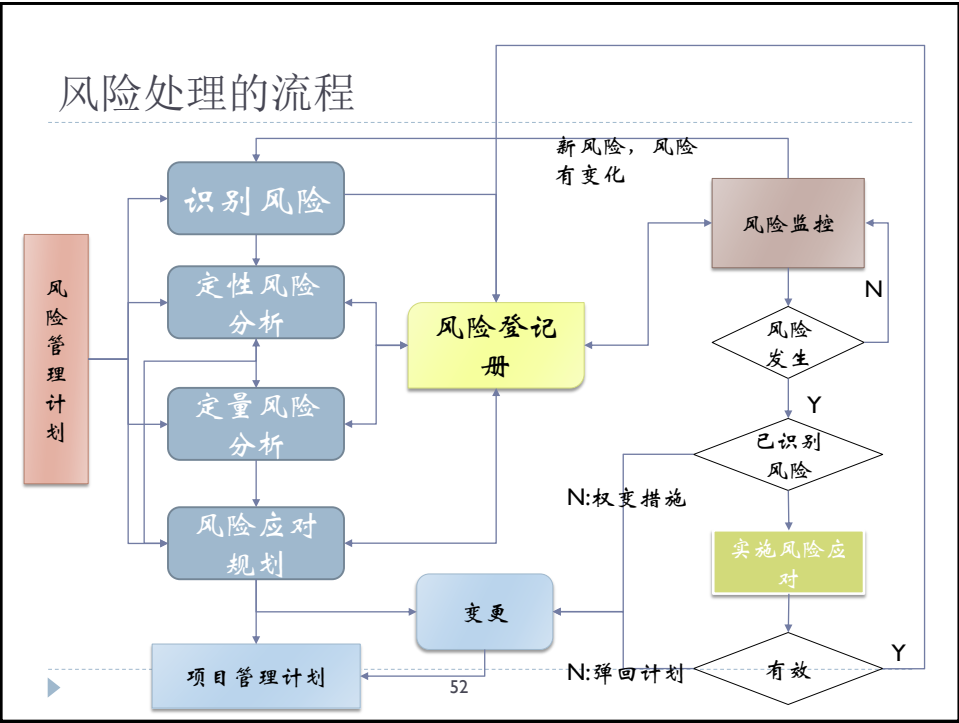 风险处理的流程
新风险，风险
有变化
识别风险
风险监控
风
险
管
理
计
划
定性风险
分析
N
风险登记
册
风险
发生
定量风险
分析
Y
已识别
风险
N:权变措施
风险应对
规划
实施风险应
对
变更
项目管理计划
N:弹回计划
有效
Y
52